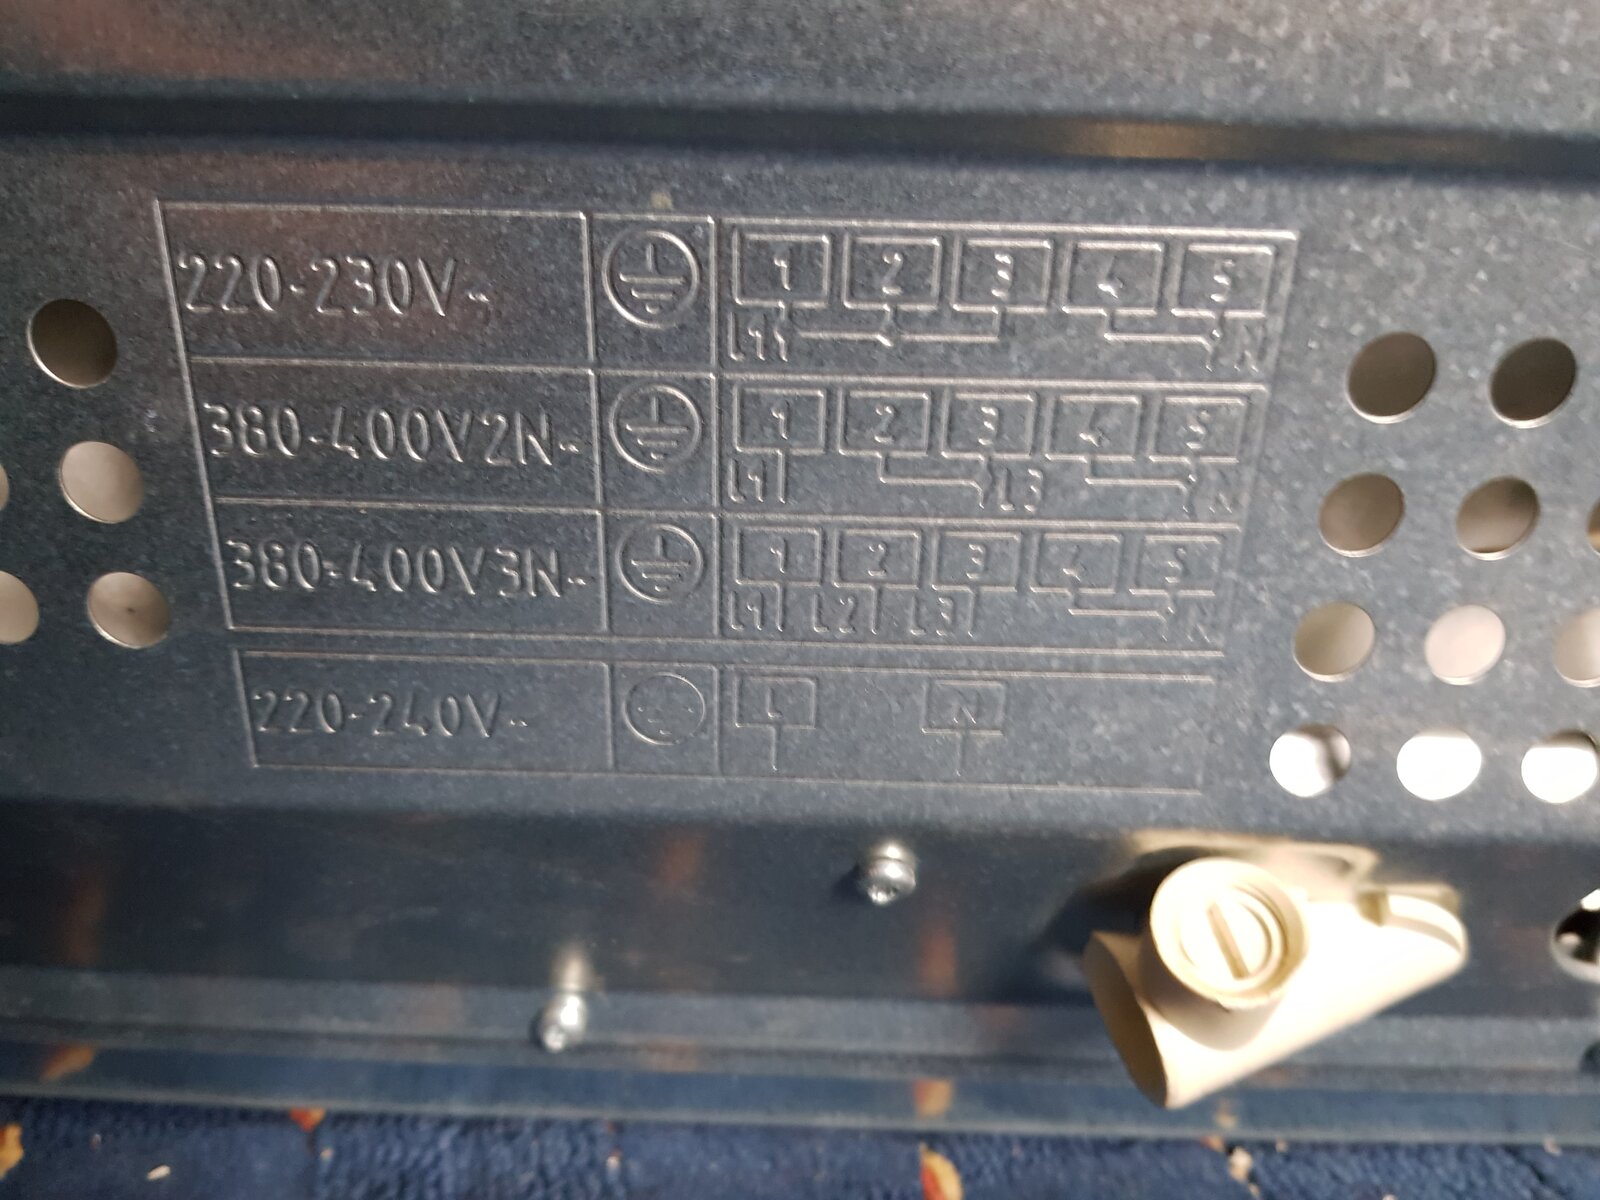 220-230V~ 1 2 3 4 5
L1 N
380-400V2N~ 1 2 3 4 5
L1 L3 N
380-400V3N~ 1 2 3 4 5
L1 L2 L3 N
220-240V~ L N